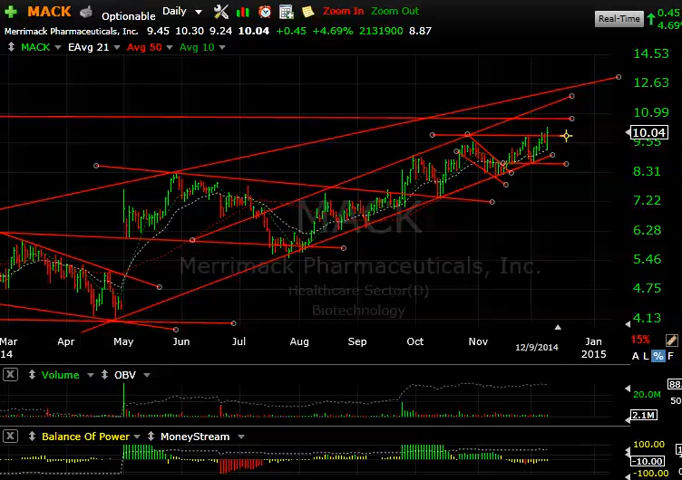 MACK Optionable Daily Zoom In Zoom Out Real-Time 0.45
Merrimack Pharmaceuticals, Inc. 9.45 10.30 9.24 10.04 +0.45 +4.69% 2131900 8.87 4.69
MACK EAvg 21 Avg 50 Avg 10
14.53
12.63
10.99
10.04
9.55
8.31
7.22
6.28
5.46
4.75
4.13
MACK
Merrimack Pharmaceuticals, Inc.
Healthcare Sector(D)
Biotechnology
Mar Apr May Jun Jul Aug Sep Oct Nov Jan
14 12/9/2014 2015
15%
A L % F
X Volume OBV
88.
20.0M
50
2.1M
X Balance Of Power MoneyStream
100.00
-10.00
-100.00